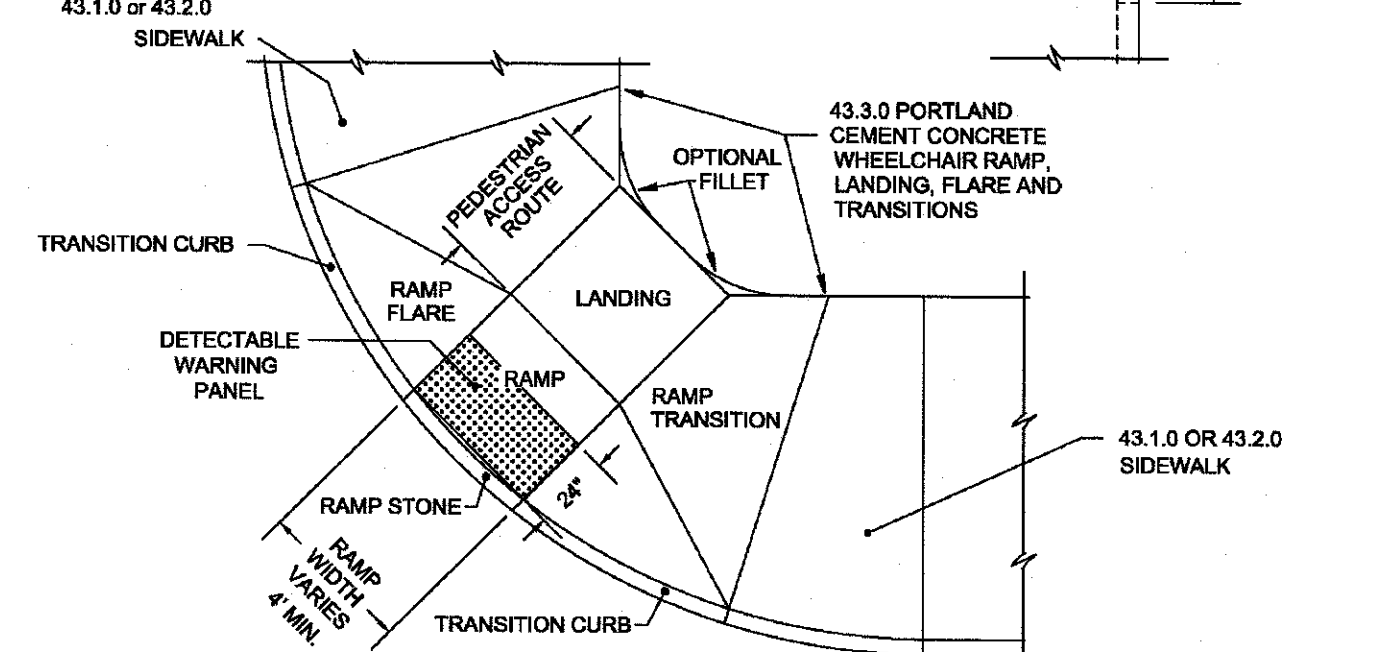 43.1.0 or 43.2.0
SIDEWALK
43.3.0 PORTLAND
CEMENT CONCRETE
WHEELCHAIR RAMP,
LANDING, FLARE AND
TRANSITIONS
OPTIONAL
FILLET
PEDESTRIAN
ACCESS
ROUTE
TRANSITION CURB
RAMP
FLARE
LANDING
DETECTABLE
WARNING
PANEL
RAMP
RAMP
TRANSITION
43.1.0 OR 43.2.0
SIDEWALK
RAMP STONE
24"
RAMP
WIDTH
VARIES
4' MIN.
TRANSITION CURB